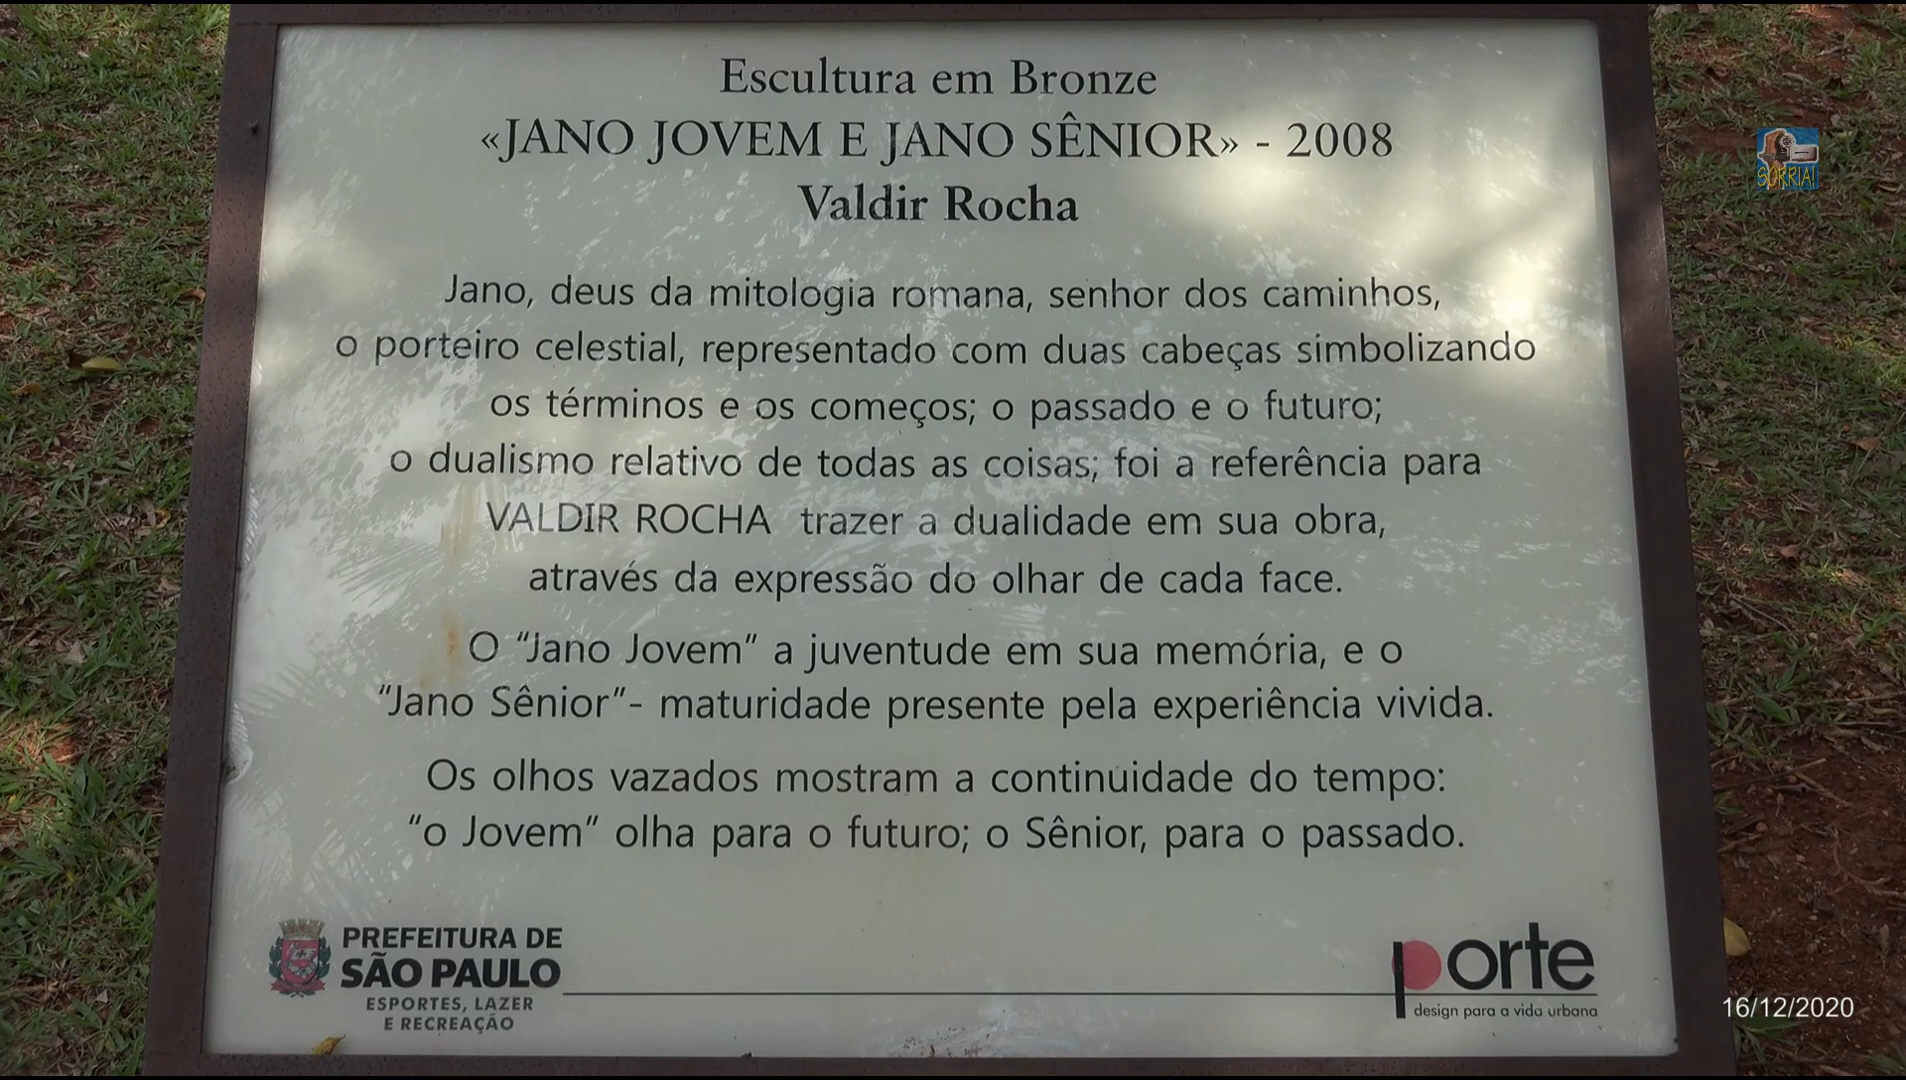 Escultura em Bronze
«JANO JOVEM E JANO SÊNIOR» - 2008
Valdir Rocha
Jano, deus da mitologia romana, senhor dos caminhos,
o porteiro celestial, representado com duas cabeças simbolizando
os términos e os começos; o passado e o futuro;
o dualismo relativo de todas as coisas; foi a referência para
VALDIR ROCHA trazer a dualidade em sua obra,
através da expressão do olhar de cada face.
O “Jano Jovem” a juventude em sua memória, e o
“Jano Sênior”- maturidade presente pela experiência vivida.
Os olhos vazados mostram a continuidade do tempo:
“o Jovem” olha para o futuro; o Sênior, para o passado.
PREFEITURA DE
SÃO PAULO
ESPORTES, LAZER
E RECREAÇÃO
porte
design para a vida urbana
SORRIA!
16/12/2020